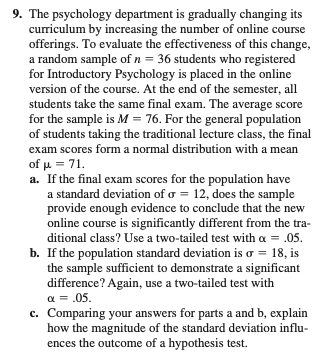 9. The psychology department is gradually changing its
curriculum by increasing the number of online course
offerings. To evaluate the effectiveness of this change,
a random sample of n = 36 students who registered
for Introductory Psychology is placed in the online
version of the course. At the end of the semester, all
students take the same final exam. The average score
for the sample is M = 76. For the general population
of students taking the traditional lecture class, the final
exam scores form a normal distribution with a mean
of μ = 71.
a. If the final exam scores for the population have
a standard deviation of σ = 12, does the sample
provide enough evidence to conclude that the new
online course is significantly different from the tra-
ditional class? Use a two-tailed test with α = .05.
b. If the population standard deviation is σ = 18, is
the sample sufficient to demonstrate a significant
difference? Again, use a two-tailed test with
α = .05.
c. Comparing your answers for parts a and b, explain
how the magnitude of the standard deviation influ-
ences the outcome of a hypothesis test.